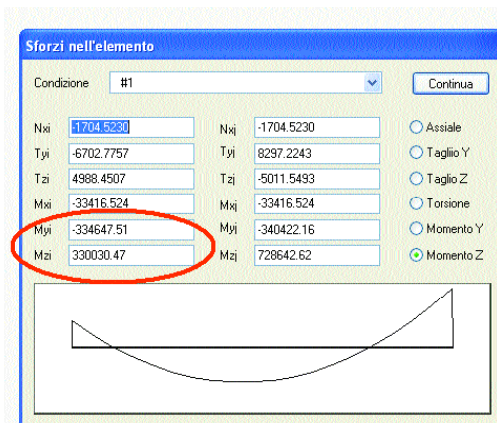 Sforzi nell'elemento
Condizione #1 Continua
Nxi -1704.5230 Nxj -1704.5230 Assiale
Tyi -6702.7757 Tyj 8297.2243 Taglio Y
Tzi 4988.4507 Tzj -5011.5493 Taglio Z
Mxi -33416.524 Mxj -33416.524 Torsione
Myi -334647.51 Myj -340422.16 Momento Y
Mzi 330030.47 Mzj 728642.62 Momento Z